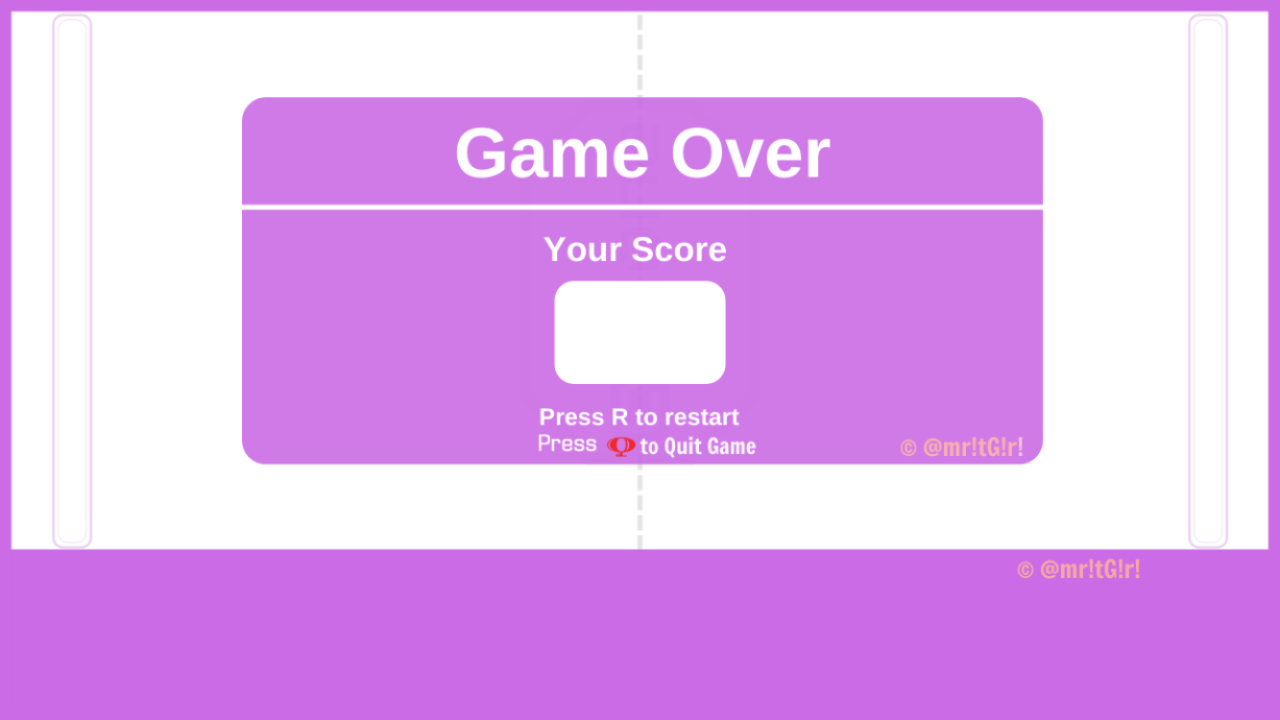 Game Over
Your Score
Press R to restart
Press Q to Quit Game
© @mr!tG!r!
© @mr!tG!r!